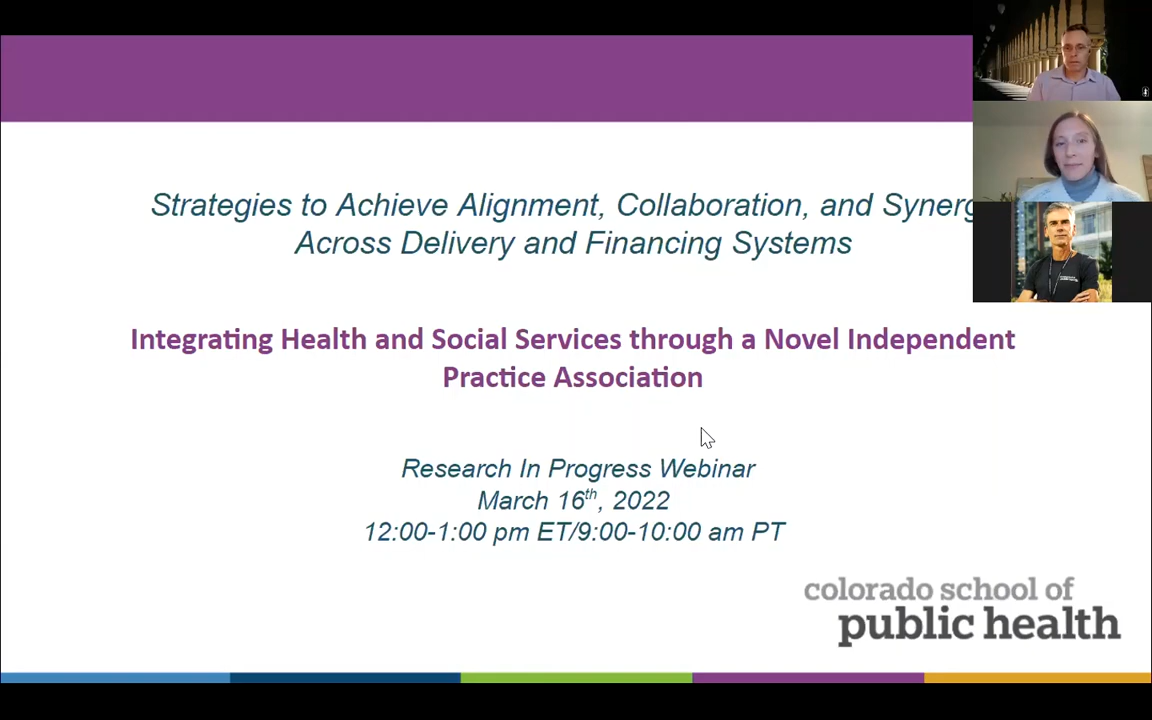 Strategies to Achieve Alignment, Collaboration, and Synerg
Across Delivery and Financing Systems
Integrating Health and Social Services through a Novel Independent
Practice Association
Research In Progress Webinar
March 16th, 2022
12:00-1:00 pm ET/9:00-10:00 am PT
colorado school of
public health